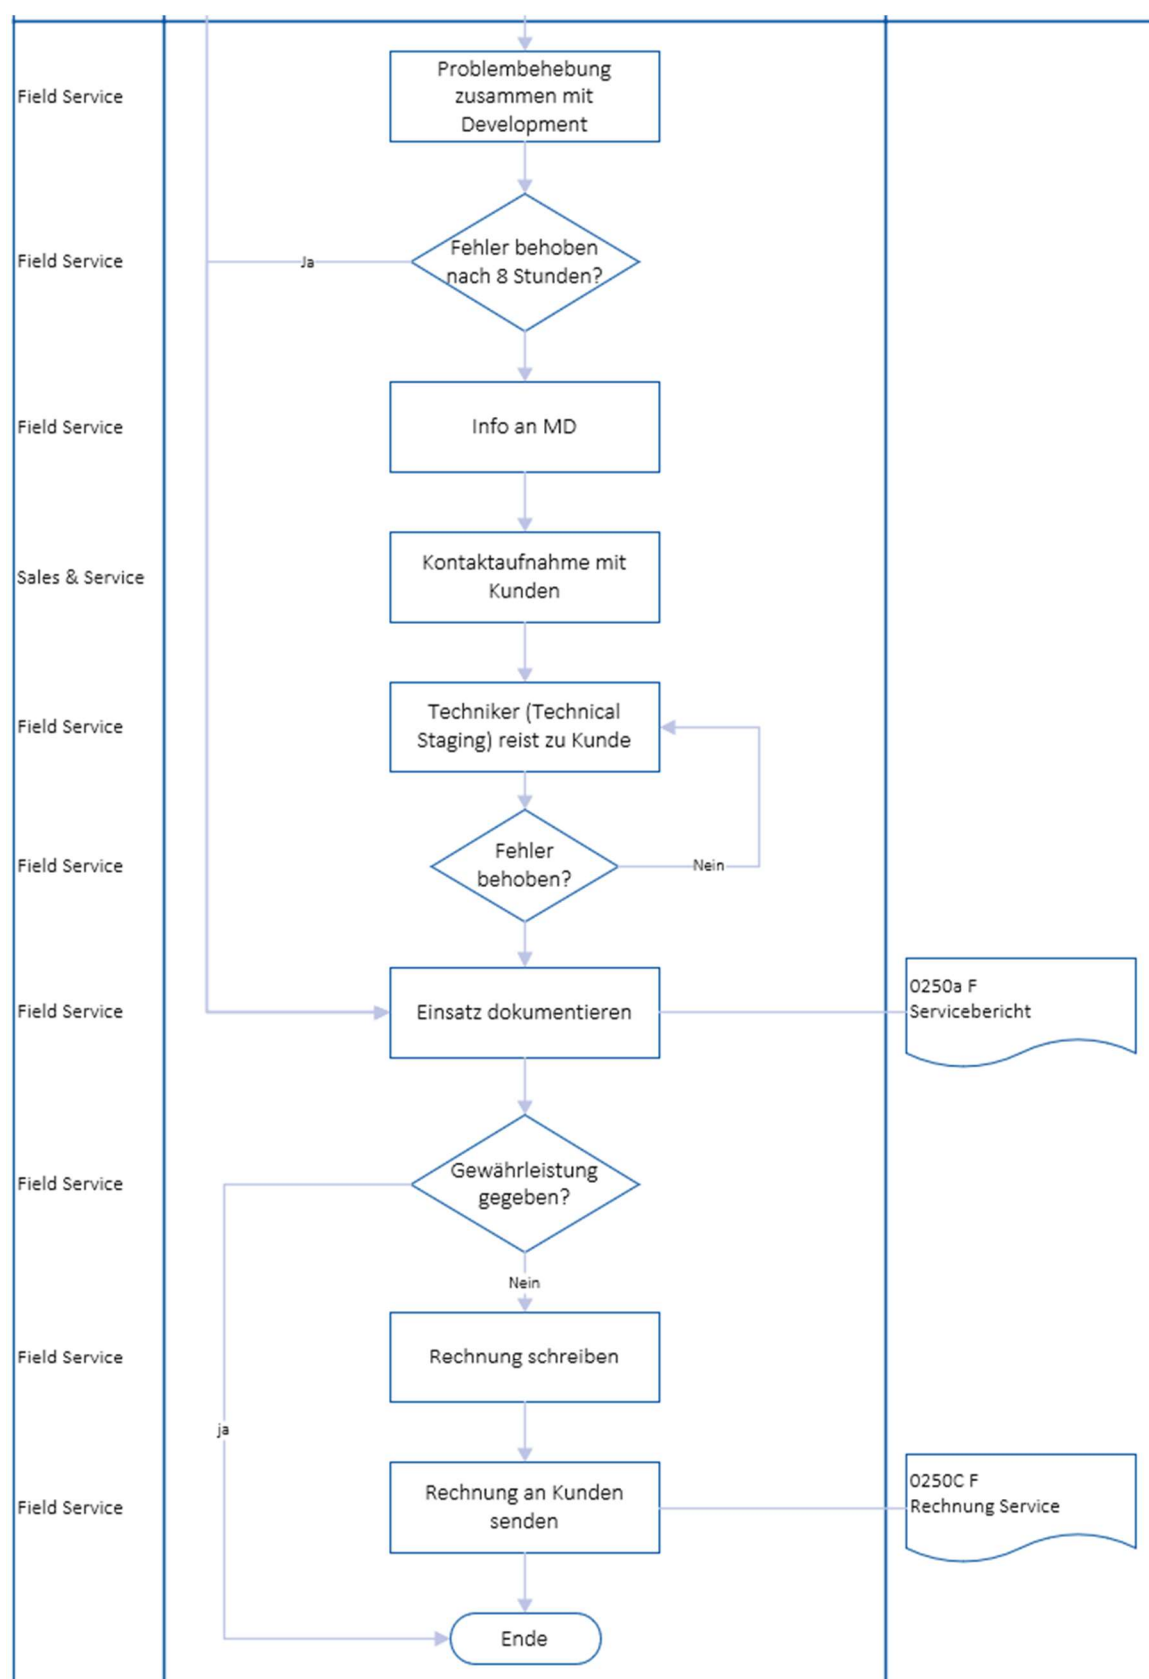 Field Service
Problembehebung
zusammen mit
Development
Field Service
Ja
Fehler behoben
nach 8 Stunden?
Field Service
Info an MD
Sales & Service
Kontaktaufnahme mit
Kunden
Field Service
Techniker (Technical
Staging) reist zu Kunde
Field Service
Fehler
behoben?
Nein
Field Service
Einsatz dokumentieren
0250a F
Servicebericht
Field Service
Gewährleistung
gegeben?
Nein
Field Service
Rechnung schreiben
ja
Field Service
Rechnung an Kunden
senden
0250C F
Rechnung Service
Ende